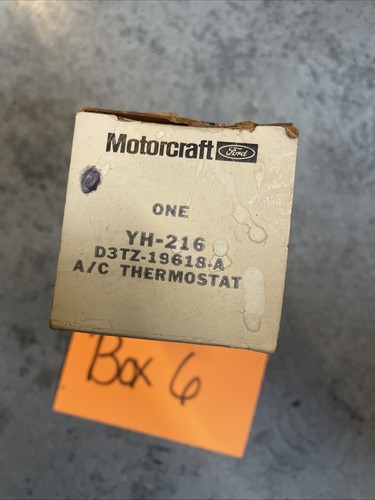 Motorcraft Ford
ONE
YH-216
D3TZ-19618-A
A/C THERMOSTAT
Box 6